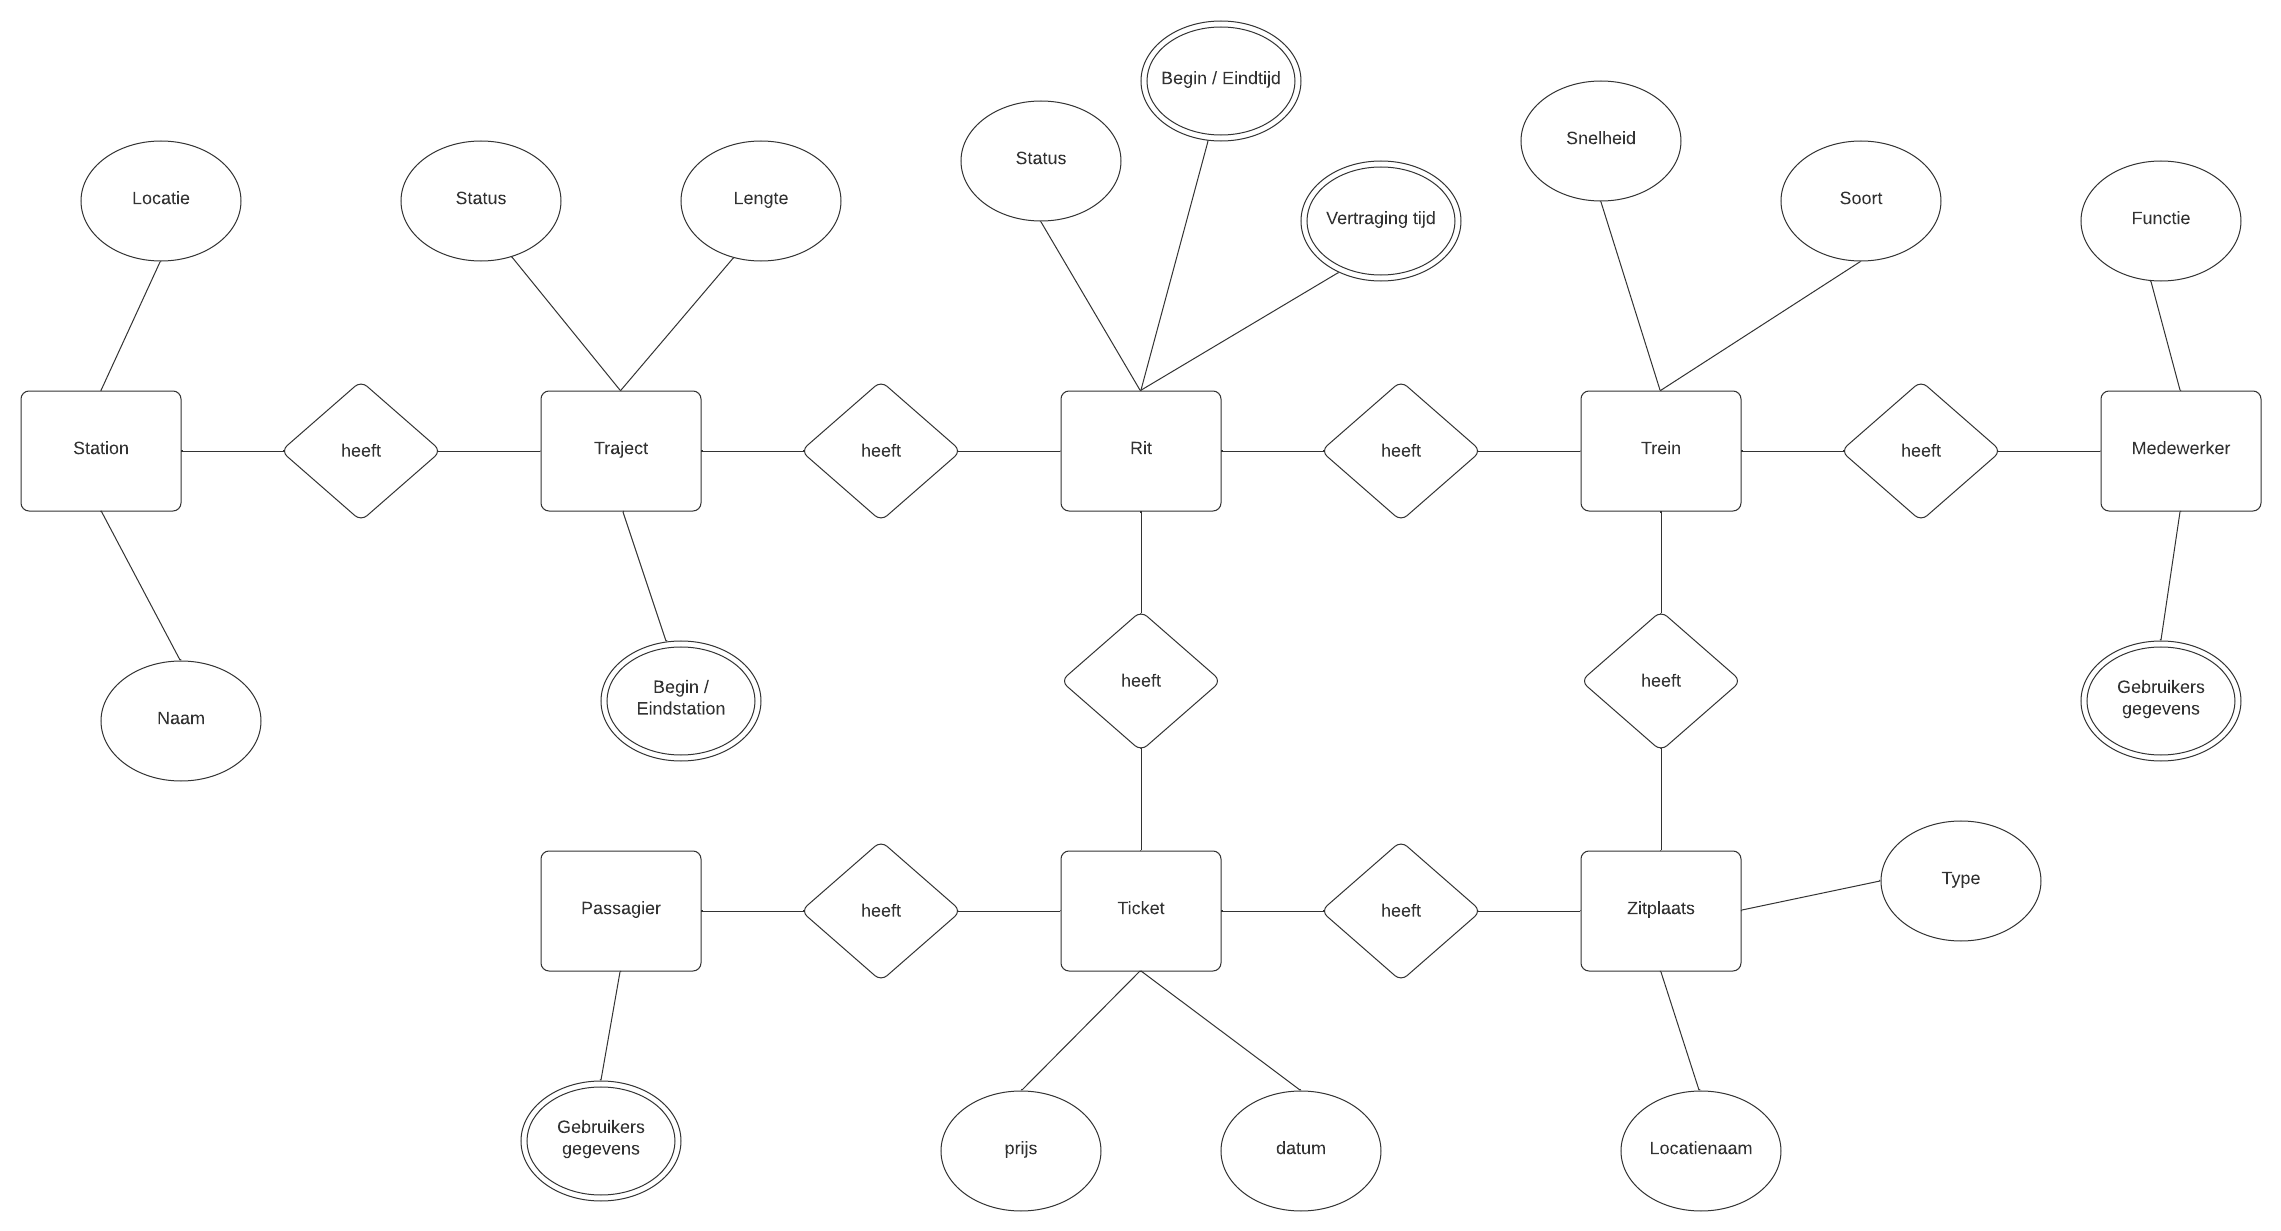 Begin / Eindtijd
Snelheid
Status
Locatie
Status
Lengte
Vertraging tijd
Soort
Functie
Station
heeft
Traject
heeft
Rit
heeft
Trein
heeft
Medewerker
Naam
Begin /
Eindstation
heeft
heeft
Gebruikers
gegevens
Passagier
heeft
Ticket
heeft
Zitplaats
Type
Gebruikers
gegevens
prijs
datum
Locatienaam